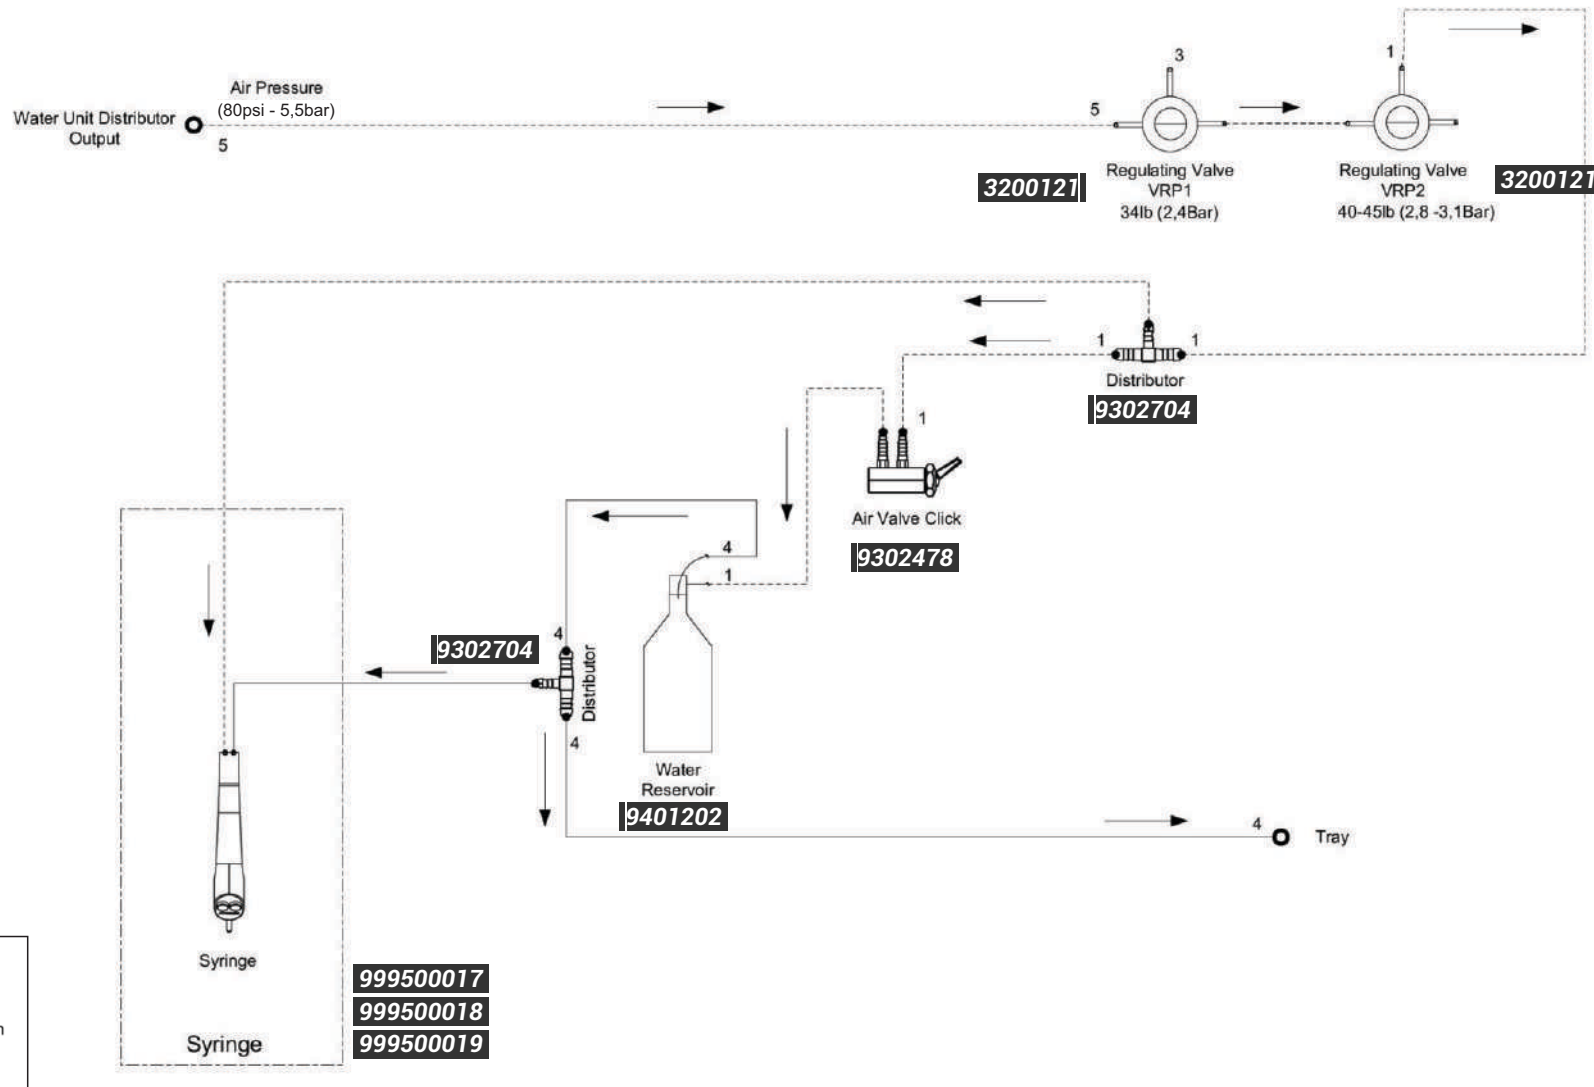 Air Pressure
(80psi - 5,5bar)
Water Unit Distributor
Output
5
5
3
1
3200121
Regulating Valve
VRP1
34lb (2,4Bar)
Regulating Valve
VRP2
40-45lb (2,8 -3,1Bar)
3200121
1
1
Distributor
9302704
1
Air Valve Click
9302478
4
1
9302704
4
Distributor
4
Water
Reservoir
9401202
4
Tray
Syringe
Syringe
999500017
999500018
999500019
n